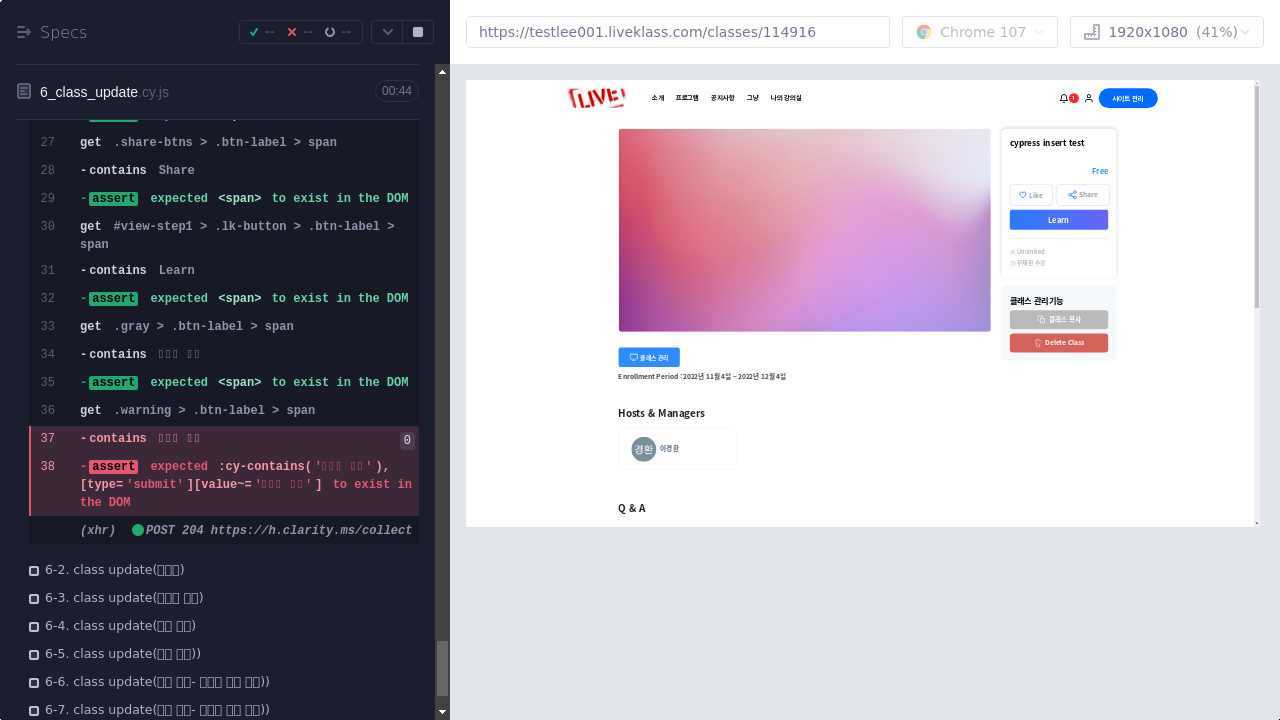 Specs
--
--
--
https://testlee001.liveklass.com/classes/114916
Chrome 107
1920x1080 (41%)
6_class_update.cy.js
00:44
27 get .share-btns > .btn-label > span
28 -contains Share
29 -assert expected <span> to exist in the DOM
30 get #view-step1 > .lk-button > .btn-label >
span
31 -contains Learn
32 -assert expected <span> to exist in the DOM
33 get .gray > .btn-label > span
34 -contains
35 -assert expected <span> to exist in the DOM
36 get .warning > .btn-label > span
37 -contains
0
38 -assert expected :cy-contains(' '),
[type='submit'][value~=' '] to exist in
the DOM
(xhr) POST 204 https://h.clarity.ms/collect
6-2. class update( )
6-3. class update( )
6-4. class update( )
6-5. class update( ))
6-6. class update( - ))
6-7. class update( - ))
LIVE!
소개 프로그램 공지사항 그냥 나의 강의실
1
사이트 관리
cypress insert test
Free
Like
Share
Learn
Unlimited
무제한 수강
클래스 관리기능
클래스 복사
Delete Class
클래스 관리
Enrollment Period : 2022년 11월 4일 ~ 2022년 12월 4일
Hosts & Managers
경환
이경환
Q & A